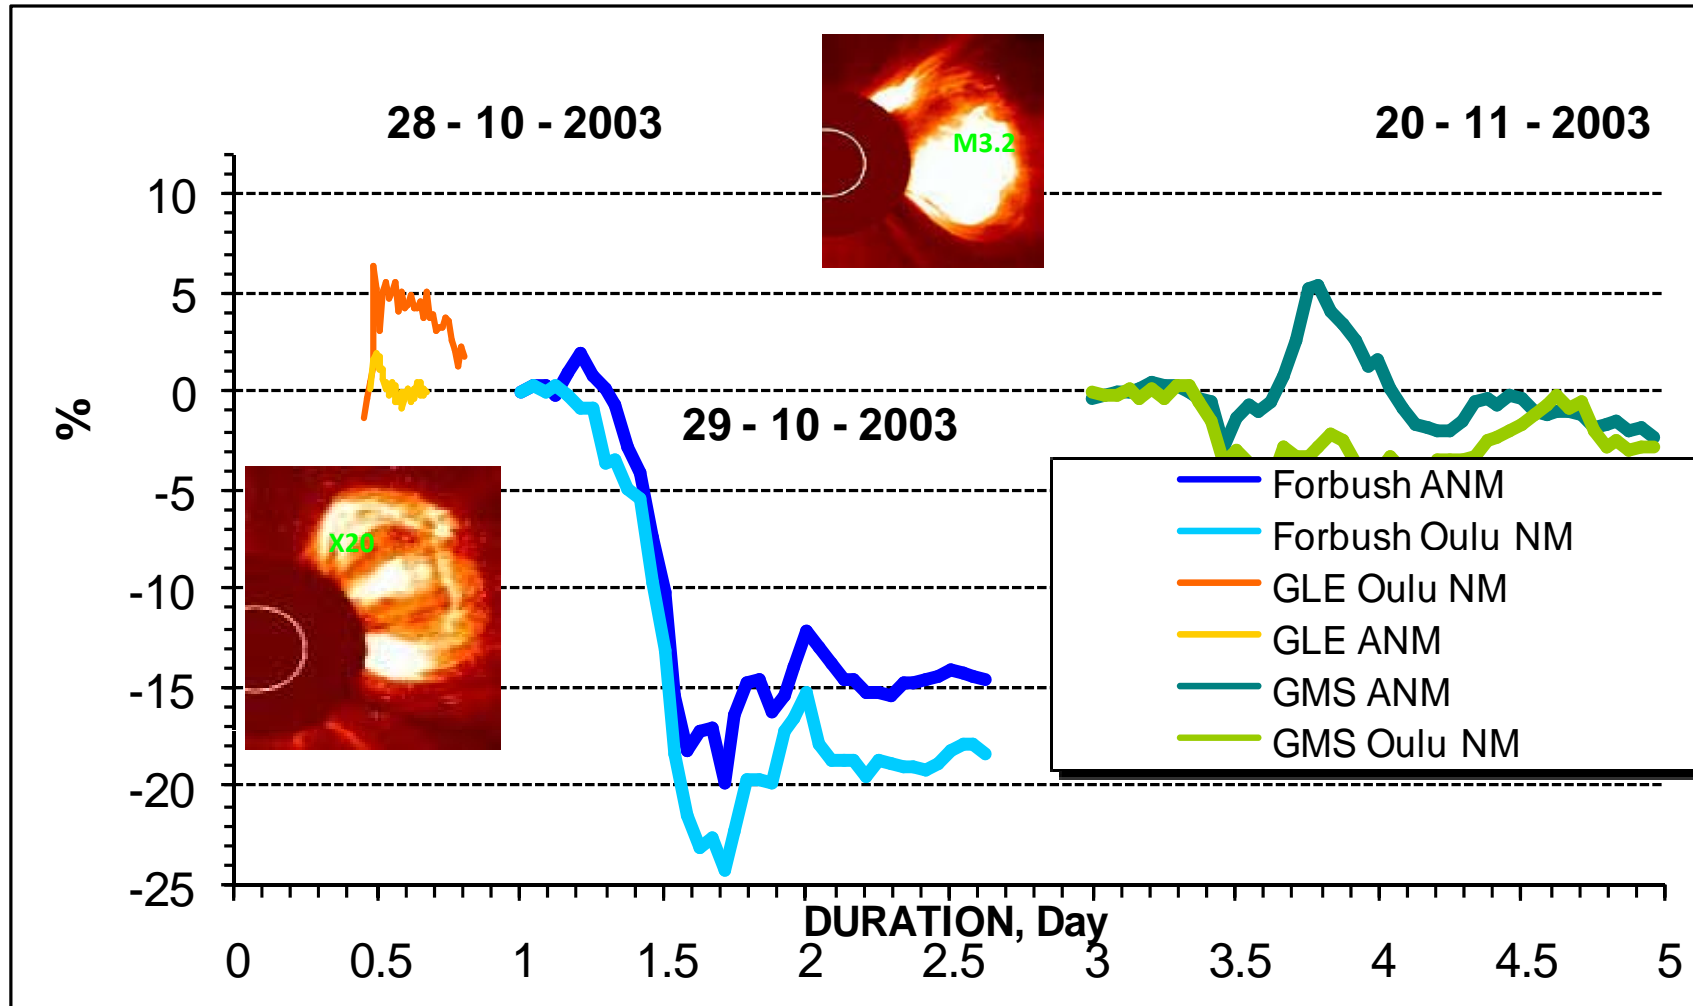 28 - 10 - 2003
20 - 11 - 2003
M3.2
10
5
0
%
29 - 10 - 2003
-5
Forbush ANM
Forbush Oulu NM
X20
-10
GLE Oulu NM
GLE ANM
-15
GMS ANM
GMS Oulu NM
-20
-25
DURATION, Day
0 0.5 1 1.5 2 2.5 3 3.5 4 4.5 5